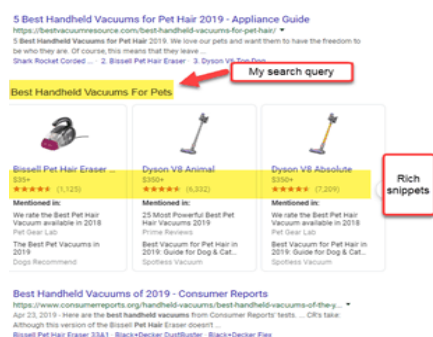 5 Best Handheld Vacuums for Pet Hair 2019 - Appliance Guide
https://bestvacuumresource.com/best-handheld-vacuums-for-pet-hair/ ▼
5 Best Handheld Vacuums for Pet Hair 2019. We love our pets and want them to have the freedom to
be who they are. Of course, this means that they leave ...
Shark Rocket Corded ... · 2. Bissell Pet Hair Eraser · 3. Dyson V6 Top Dog
My search query
Best Handheld Vacuums For Pets
Bissell Pet Hair Eraser ...
$35+
★★★★★ (1,125)
Mentioned in:
We rate the Best Pet Hair
Vacuum available in 2018
Pet Gear Lab
The Best Pet Vacuums in
2019
Dogs Recommend
Dyson V8 Animal
$350+
★★★★★ (6,332)
Mentioned in:
25 Most Powerful Best Pet
Hair Vacuums 2019
Prime Reviews
Best Vacuum for Pet Hair in
2019: Guide for Dog & Cat...
Spotless Vacuum
Dyson V8 Absolute
$350+
★★★★★ (7,209)
Mentioned in:
We rate the Best Pet Hair
Vacuum available in 2018
Pet Gear Lab
Best Vacuum for Pet Hair in
2019: Guide for Dog & Cat...
Spotless Vacuum
Rich
snippets
Best Handheld Vacuums of 2019 - Consumer Reports
https://www.consumerreports.org/handheld-vacuums/best-handheld-vacuums-of-the-y... ▼
Apr 23, 2019 - Here are the best handheld vacuums from Consumer Reports' tests. ... CR's take:
Although this version of the Bissell Pet Hair Eraser doesn't ...
Bissell Pet Hair Eraser 33A1 · Black+Decker DustBuster · Black+Decker Flex